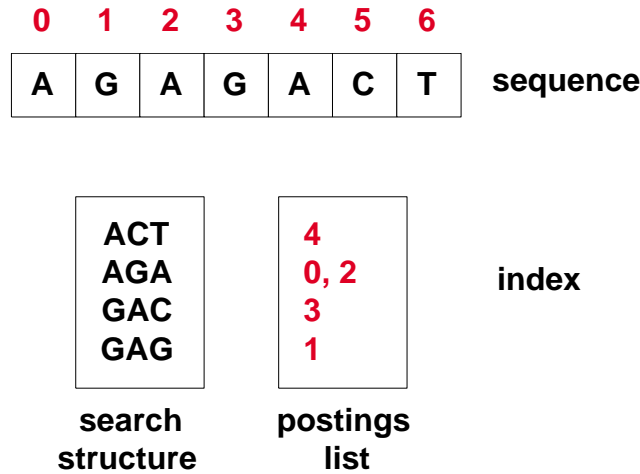 0 1 2 3 4 5 6
A G A G A C T sequence
ACT 4
AGA 0, 2
GAC 3
GAG 1
index
search postings
structure list